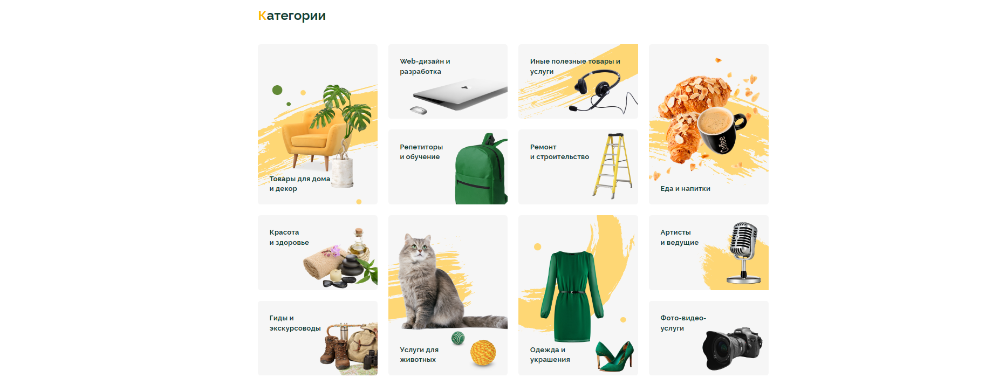 Категории
Web-дизайн и
разработка
Иные полезные товары и
услуги
Репетиторы
и обучение
Ремонт
и строительство
Coffee
Товары для дома
и декор
Еда и напитки
Красота
и здоровье
Артисты
и ведущие
Гиды и
экскурсоводы
Услуги для
животных
Одежда и
украшения
Фото-видео-
услуги
Canon